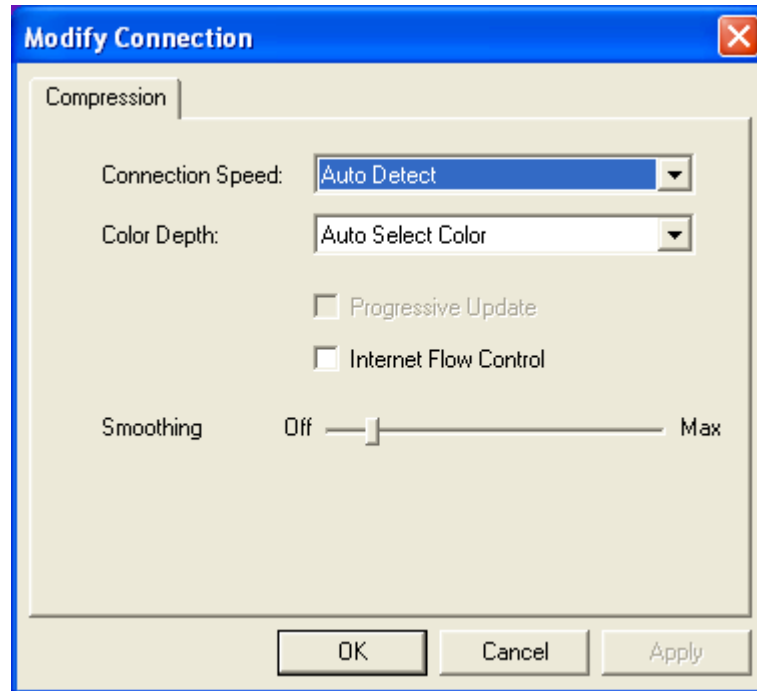 Modify Connection
Compression
Connection Speed: Auto Detect
Color Depth: Auto Select Color
Progressive Update
Internet Flow Control
Smoothing Off Max
OK Cancel Apply